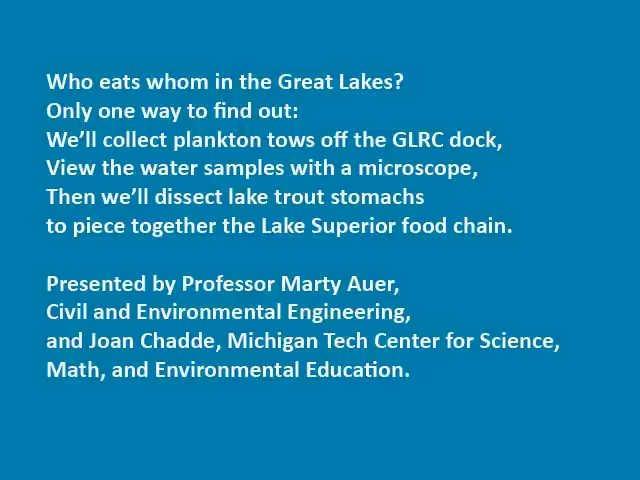 Who eats whom in the Great Lakes?
Only one way to find out:
We’ll collect plankton tows off the GLRC dock,
View the water samples with a microscope,
Then we’ll dissect lake trout stomachs
to piece together the Lake Superior food chain.
Presented by Professor Marty Auer,
Civil and Environmental Engineering,
and Joan Chadde, Michigan Tech Center for Science,
Math, and Environmental Education.